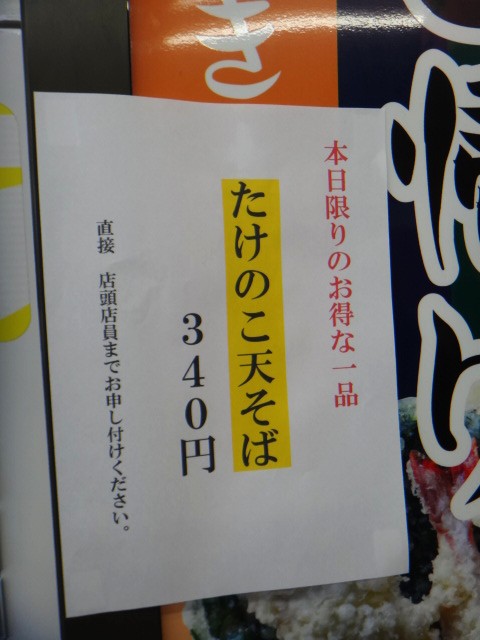 本日限りのお得な一品
たけのこ天そば
340円
直接 店頭店員までお申し付けください。
き